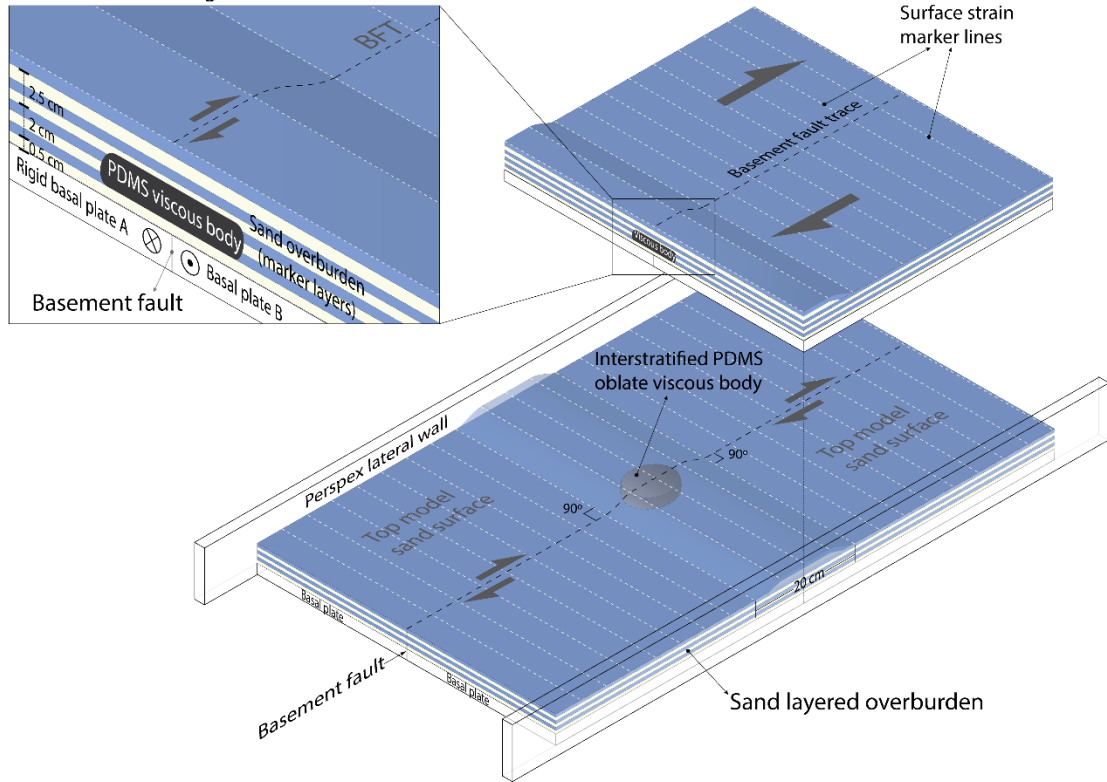 BFT
2.5 cm
2 cm
0.5 cm
PDMS viscous body
Rigid basal plate A
Sand overburden
(marker layers)
Basal plate B
Basement fault
Surface strain
marker lines
Basement fault trace
viscous body
Interstratified PDMS
oblate viscous body
Perspex lateral wall
90º
90º
Top model
sand surface
Top model
sand surface
20 cm
Basal plate
Basal plate
Basement fault
Sand layered overburden